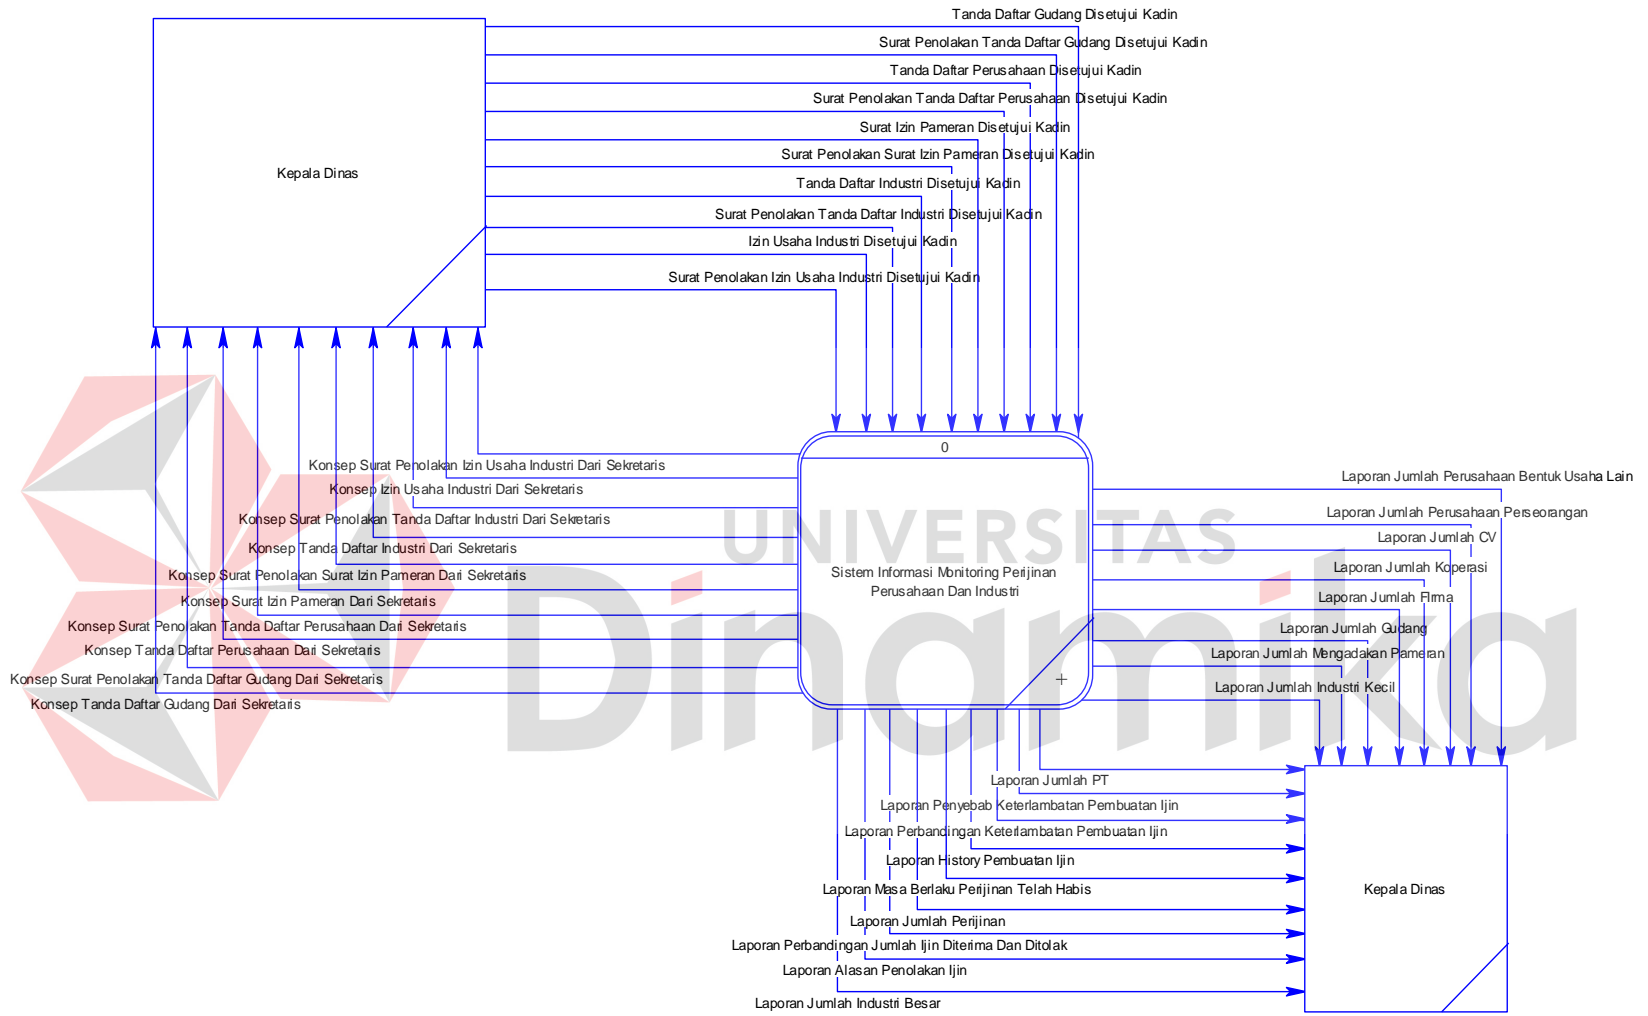 Tanda Daftar Gudang Disetujui Kadin
Surat Penolakan Tanda Daftar Gudang Disetujui Kadin
Tanda Daftar Perusahaan Disetujui Kadin
Surat Penolakan Tanda Daftar Perusahaan Disetujui Kadin
Surat Izin Pameran Disetujui Kadin
Surat Penolakan Surat Izin Pameran Disetujui Kadin
Kepala Dinas
Tanda Daftar Industri Disetujui Kadin
Surat Penolakan Tanda Daftar Industri Disetujui Kadin
Izin Usaha Industri Disetujui Kadin
Surat Penolakan Izin Usaha Industri Disetujui Kadin
0
Konsep Surat Penolakan Izin Usaha Industri Dari Sekretaris
Konsep Izin Usaha Industri Dari Sekretaris
Konsep Surat Penolakan Tanda Daftar Industri Dari Sekretaris
Konsep Tanda Daftar Industri Dari Sekretaris
Konsep Surat Penolakan Surat Izin Pameran Dari Sekretaris
Konsep Surat Izin Pameran Dari Sekretaris
Konsep Surat Penolakan Tanda Daftar Perusahaan Dari Sekretaris
Konsep Tanda Daftar Perusahaan Dari Sekretaris
Konsep Surat Penolakan Tanda Daftar Gudang Dari Sekretaris
Konsep Tanda Daftar Gudang Dari Sekretaris
UNIVERSITAS
Dinamika
Sistem Informasi Monitoring Perijinan
Perusahaan Dan Industri
Laporan Jumlah Perusahaan Bentuk Usaha Lain
Laporan Jumlah Perusahaan Perseorangan
Laporan Jumlah CV
Laporan Jumlah Koperasi
Laporan Jumlah FIrma
Laporan Jumlah Gudang
Laporan Jumlah Mengadakan Pameran
Laporan Jumlah Industri Kecil
Laporan Jumlah PT
Laporan Penyebab Keterlambatan Pembuatan Ijin
Laporan Perbandingan Keterlambatan Pembuatan Ijin
Laporan History Pembuatan Ijin
Laporan Masa Berlaku Perijinan Telah Habis
Kepala Dinas
Laporan Jumlah Perijinan
Laporan Perbandingan Jumlah Ijin Diterima Dan Ditolak
Laporan Alasan Penolakan Ijin
Laporan Jumlah Industri Besar